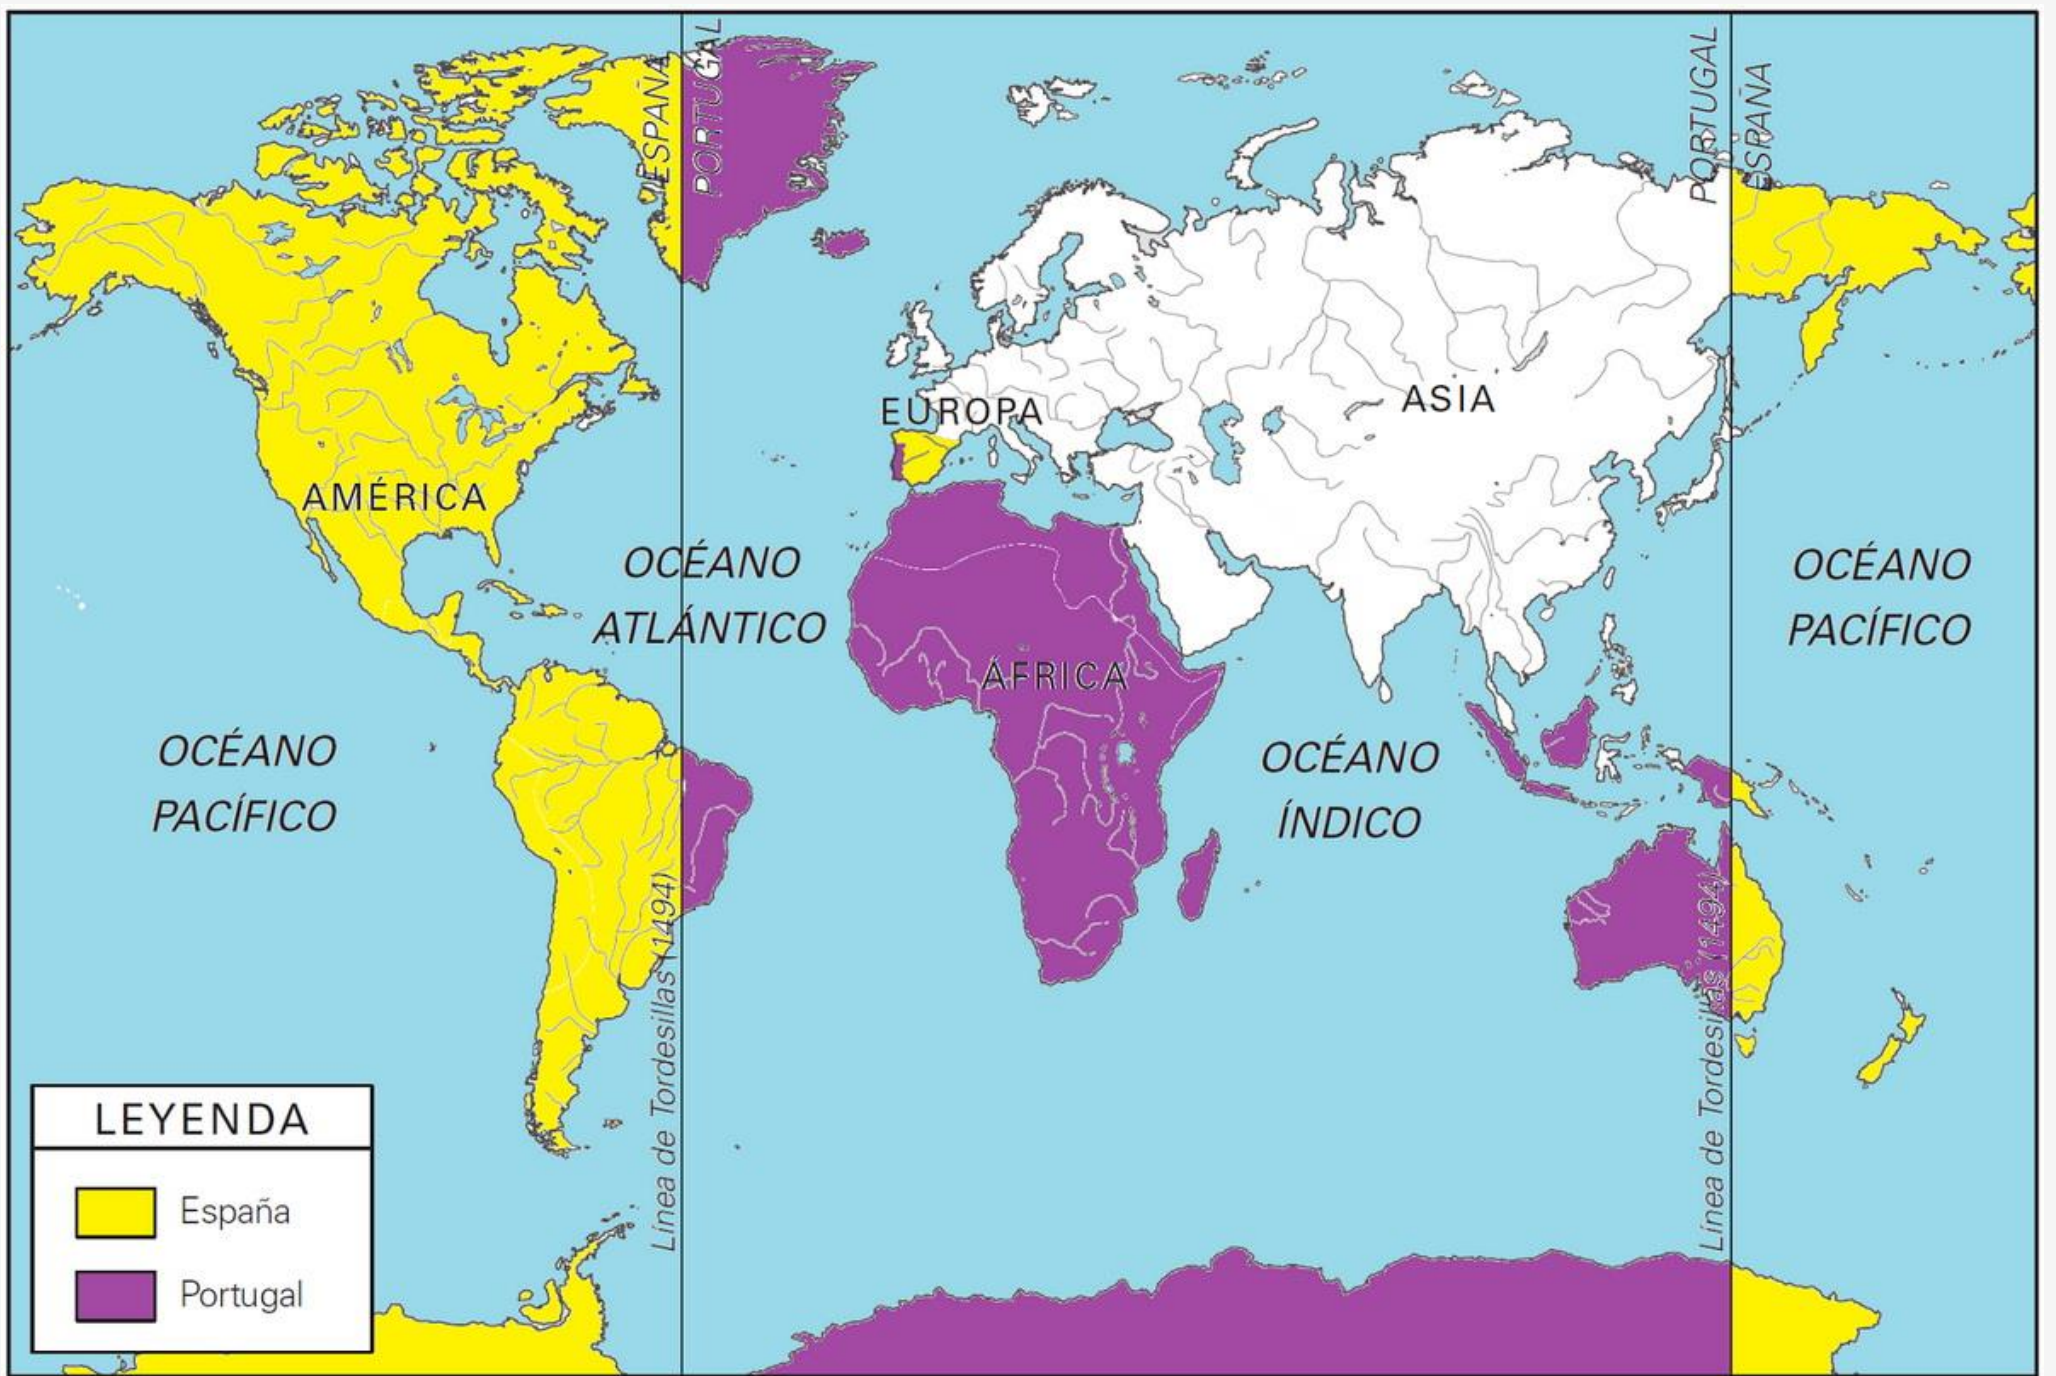 ESPAÑA
PORTUGAL
PORTUGAL
ESPAÑA
EUROPA
ASIA
AMÉRICA
OCÉANO
ATLÁNTICO
OCÉANO
PACÍFICO
ÁFRICA
OCÉANO
PACÍFICO
OCÉANO
ÍNDICO
Línea de Tordesillas (1494)
Línea de Tordesillas (1494)
LEYENDA
España
Portugal